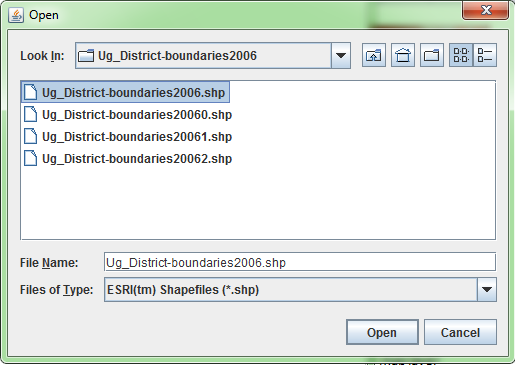 Open
Look In: Ug_District-boundaries2006
Ug_District-boundaries2006.shp
Ug_District-boundaries20060.shp
Ug_District-boundaries20061.shp
Ug_District-boundaries20062.shp
File Name: Ug_District-boundaries2006.shp
Files of Type: ESRI(tm) Shapefiles (*.shp)
Open Cancel